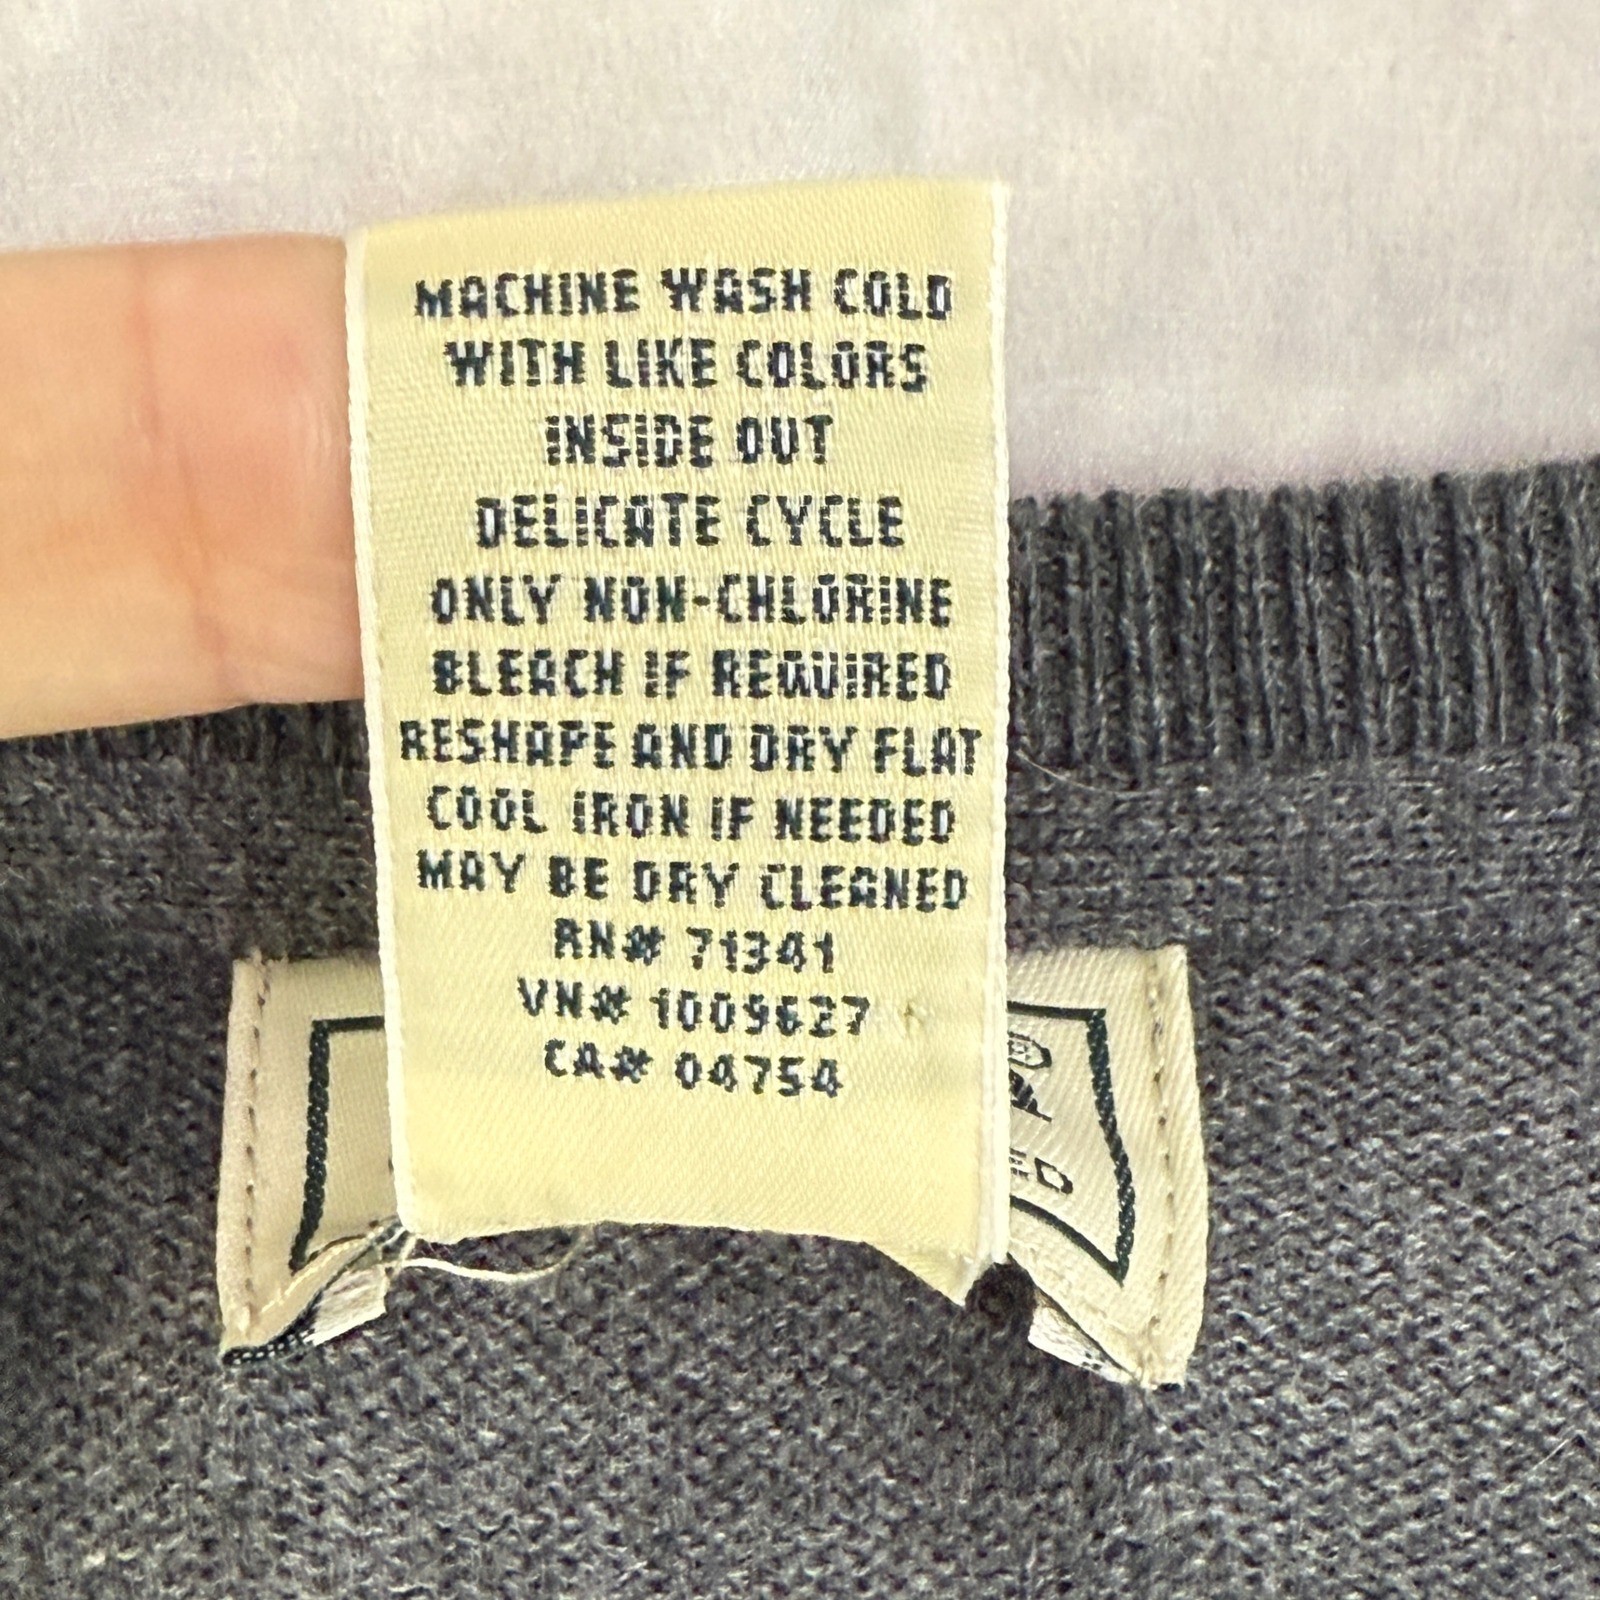 MACHINE WASH COLD
WITH LIKE COLORS
INSIDE OUT
DELICATE CYCLE
ONLY NON-CHLORINE
BLEACH IF REQUIRED
RESHAPE AND DRY FLAT
COOL IRON IF NEEDED
MAY BE DRY CLEANED
RN# 71341
VN# 1009627
CA# 04754